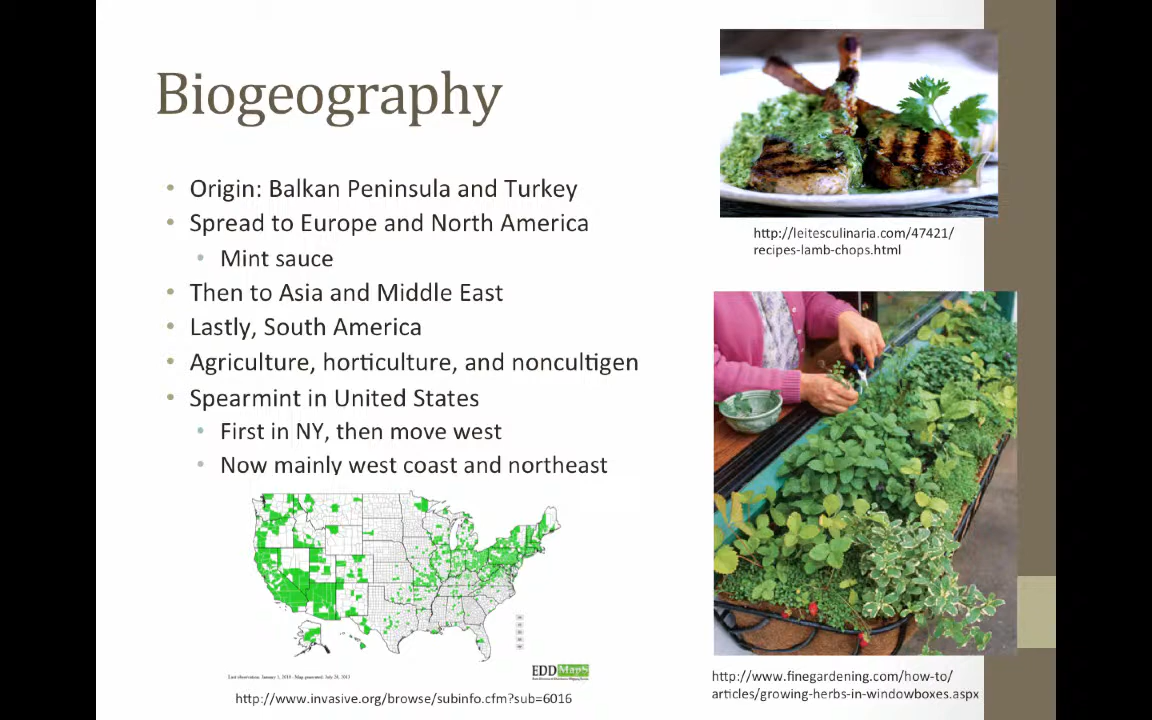 Biogeography
• Origin: Balkan Peninsula and Turkey
• Spread to Europe and North America
• Mint sauce
• Then to Asia and Middle East
• Lastly, South America
• Agriculture, horticulture, and noncultigen
• Spearmint in United States
• First in NY, then move west
• Now mainly west coast and northeast
EDDMapS
http://www.invasive.org/browse/subinfo.cfm?sub=6016
http://leitesculinaria.com/47421/
recipes-lamb-chops.html
http://www.finegardening.com/how-to/
articles/growing-herbs-in-windowboxes.aspx